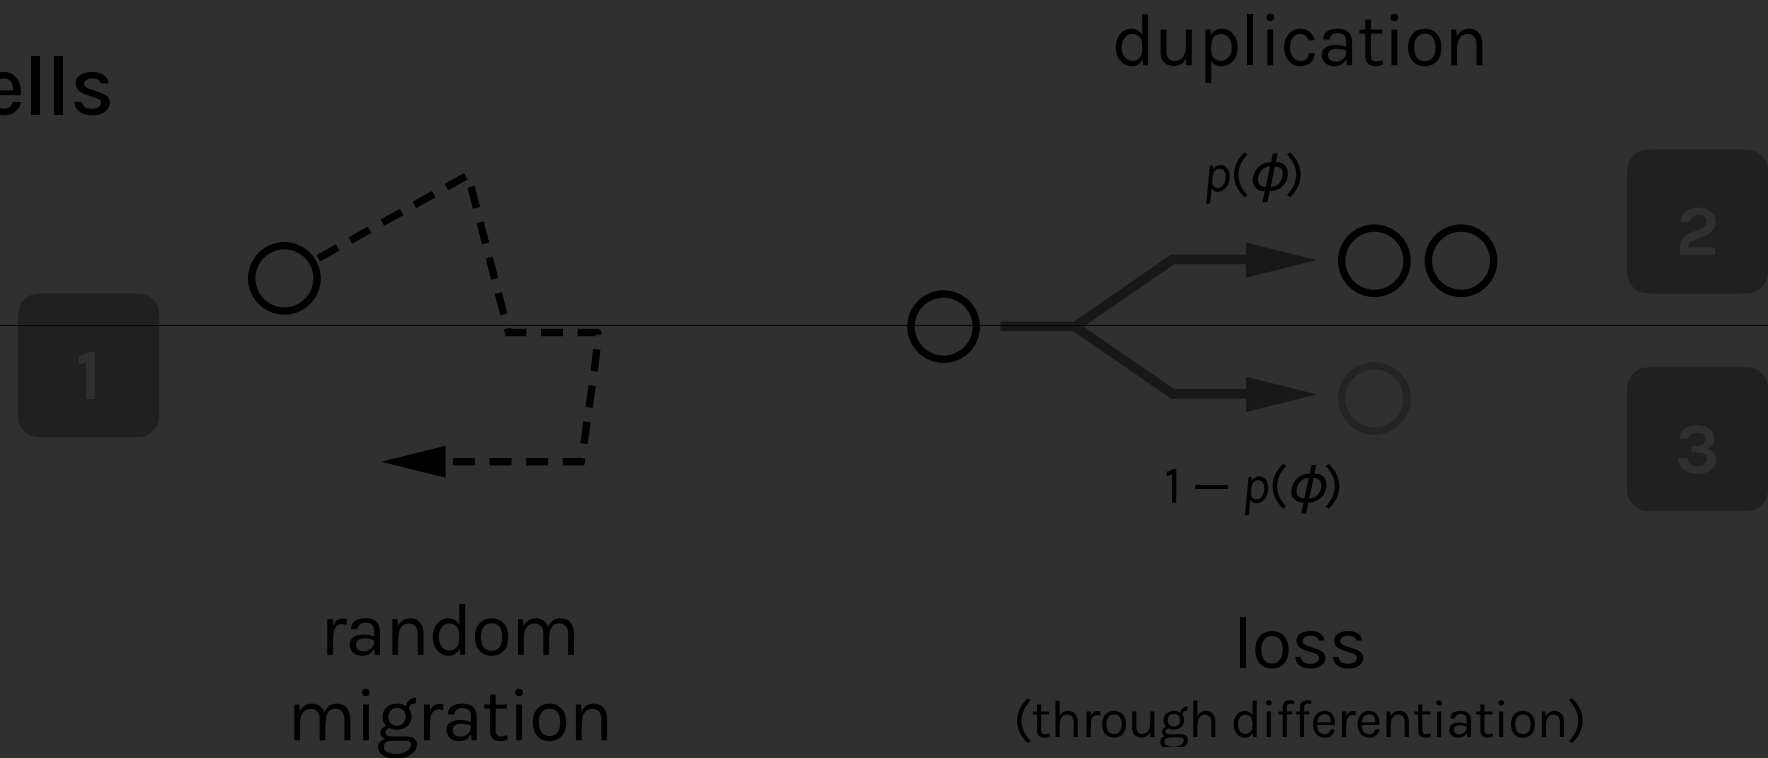 duplication
ells
p(ϕ)
2
1
3
1 – p(ϕ)
random
migration
loss
(through differentiation)